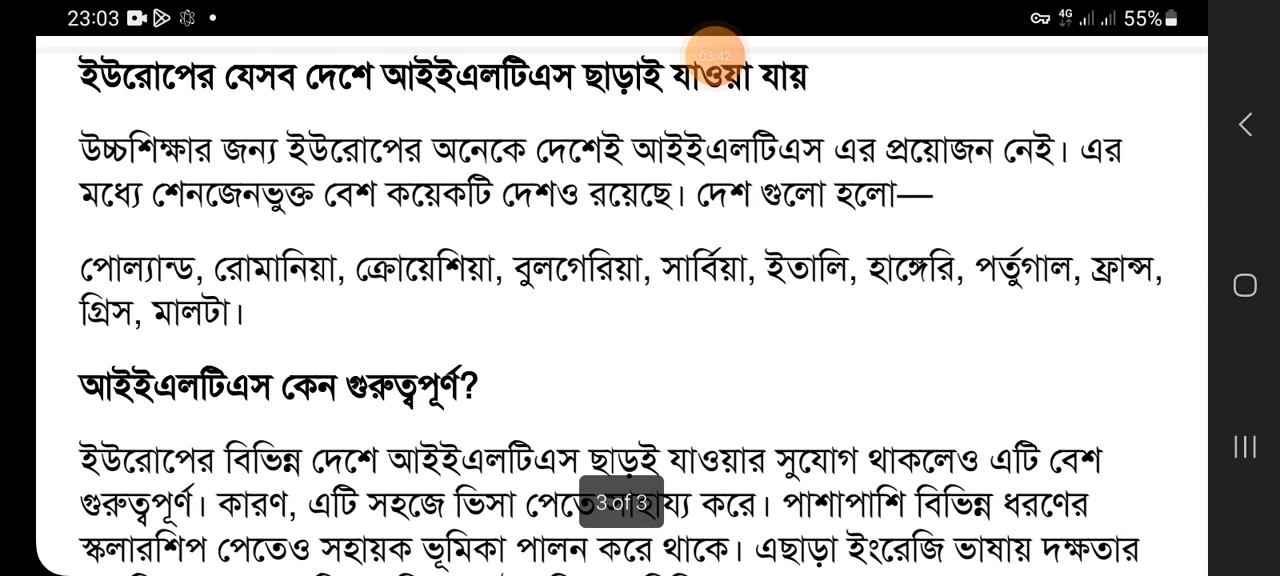 23:03
4G
55%
03:42
ইউরোপের যেসব দেশে আইইএলটিএস ছাড়াই যাওয়া যায়
উচ্চশিক্ষার জন্য ইউরোপের অনেকে দেশেই আইইএলটিএস এর প্রয়োজন নেই। এর
মধ্যে শেনজেনভুক্ত বেশ কয়েকটি দেশও রয়েছে। দেশ গুলো হলো—
পোল্যান্ড, রোমানিয়া, ক্রোয়েশিয়া, বুলগেরিয়া, সার্বিয়া, ইতালি, হাঙ্গেরি, পর্তুগাল, ফ্রান্স,
গ্রিস, মালটা।
আইইএলটিএস কেন গুরুত্বপূর্ণ?
ইউরোপের বিভিন্ন দেশে আইইএলটিএস ছাড়ই যাওয়ার সুযোগ থাকলেও এটি বেশ
গুরুত্বপূর্ণ। কারণ, এটি সহজে ভিসা পেতে সাহায্য করে। পাশাপাশি বিভিন্ন ধরণের
3 of 3
স্কলারশিপ পেতেও সহায়ক ভূমিকা পালন করে থাকে। এছাড়া ইংরেজি ভাষায় দক্ষতার